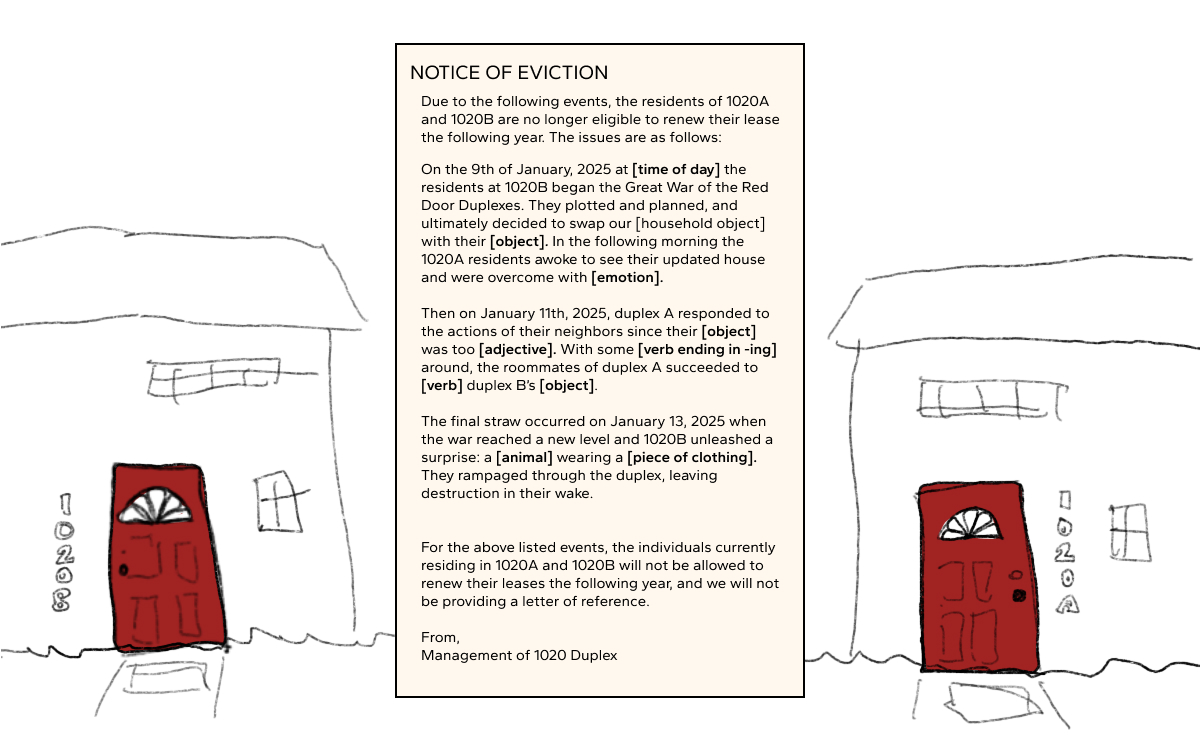 NOTICE OF EVICTION
Due to the following events, the residents of 1020A
and 1020B are no longer eligible to renew their lease
the following year. The issues are as follows:
On the 9th of January, 2025 at [time of day] the
residents at 1020B began the Great War of the Red
Door Duplexes. They plotted and planned, and
ultimately decided to swap our [household object]
with their [object]. In the following morning the
1020A residents awoke to see their updated house
and were overcome with [emotion].
Then on January 11th, 2025, duplex A responded to
the actions of their neighbors since their [object]
was too [adjective]. With some [verb ending in -ing]
around, the roommates of duplex A succeeded to
[verb] duplex B’s [object].
The final straw occurred on January 13, 2025 when
the war reached a new level and 1020B unleashed a
surprise: a [animal] wearing a [piece of clothing].
They rampaged through the duplex, leaving
destruction in their wake.
For the above listed events, the individuals currently
residing in 1020A and 1020B will not be allowed to
renew their leases the following year, and we will not
be providing a letter of reference.
From,
Management of 1020 Duplex
1020B
1020A